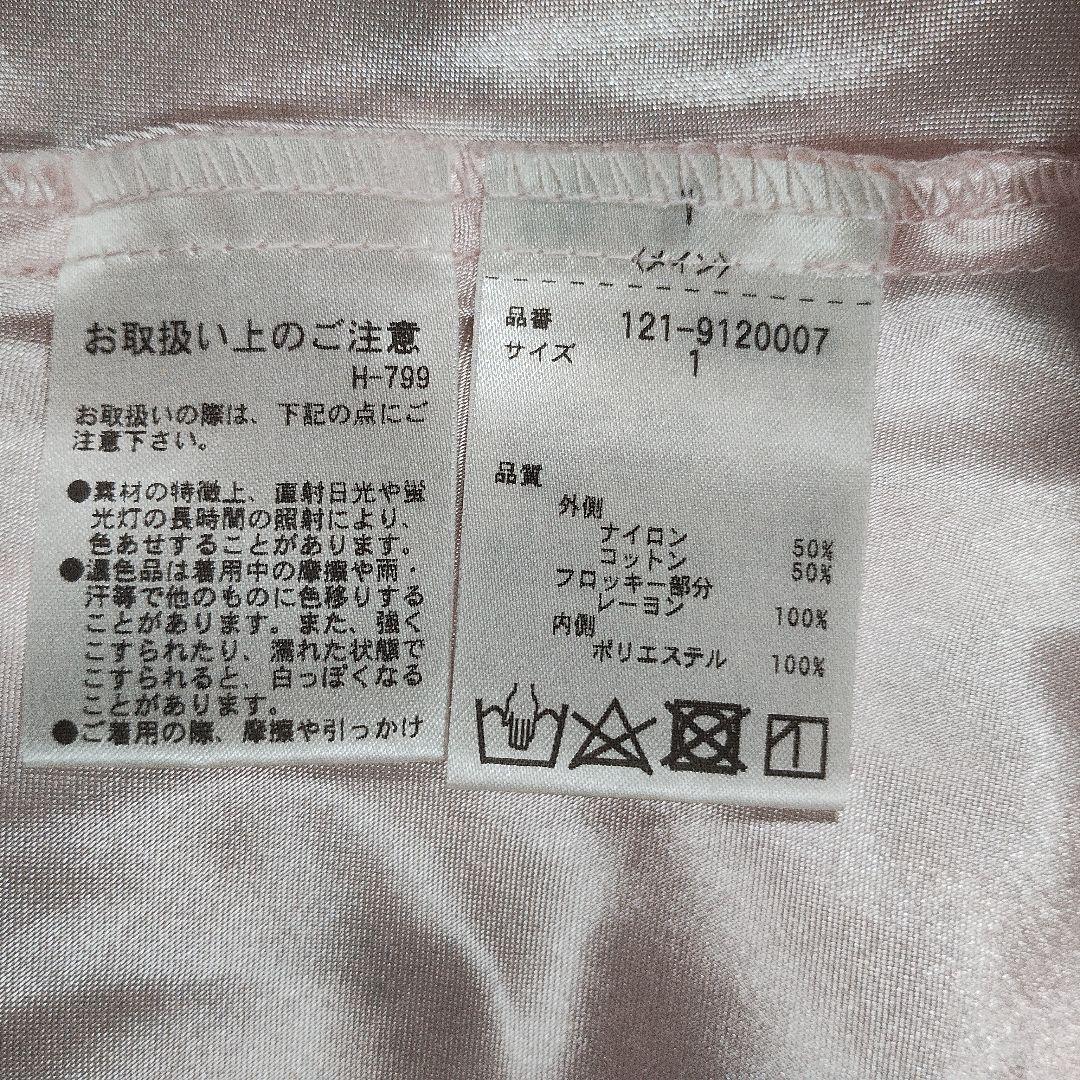 お取扱い上のご注意
H-799
お取扱いの際は、下記の点にご
注意下さい。
●素材の特徴上、直射日光や蛍
光灯の長時間の照射により、
色あせすることがあります。
●濃色品は着用中の摩擦や雨・
汗等で他のものに色移りする
ことがあります。また、強く
こすられたり、濡れた状態で
こすられると、白っぽくなる
ことがあります。
●ご着用の際、摩擦や引っかけ
1
〈メイン〉
品番 121-9120007
サイズ 1
品質
外側
ナイロン 50%
コットン 50%
フロッキー部分
レーヨン 100%
内側
ポリエステル 100%